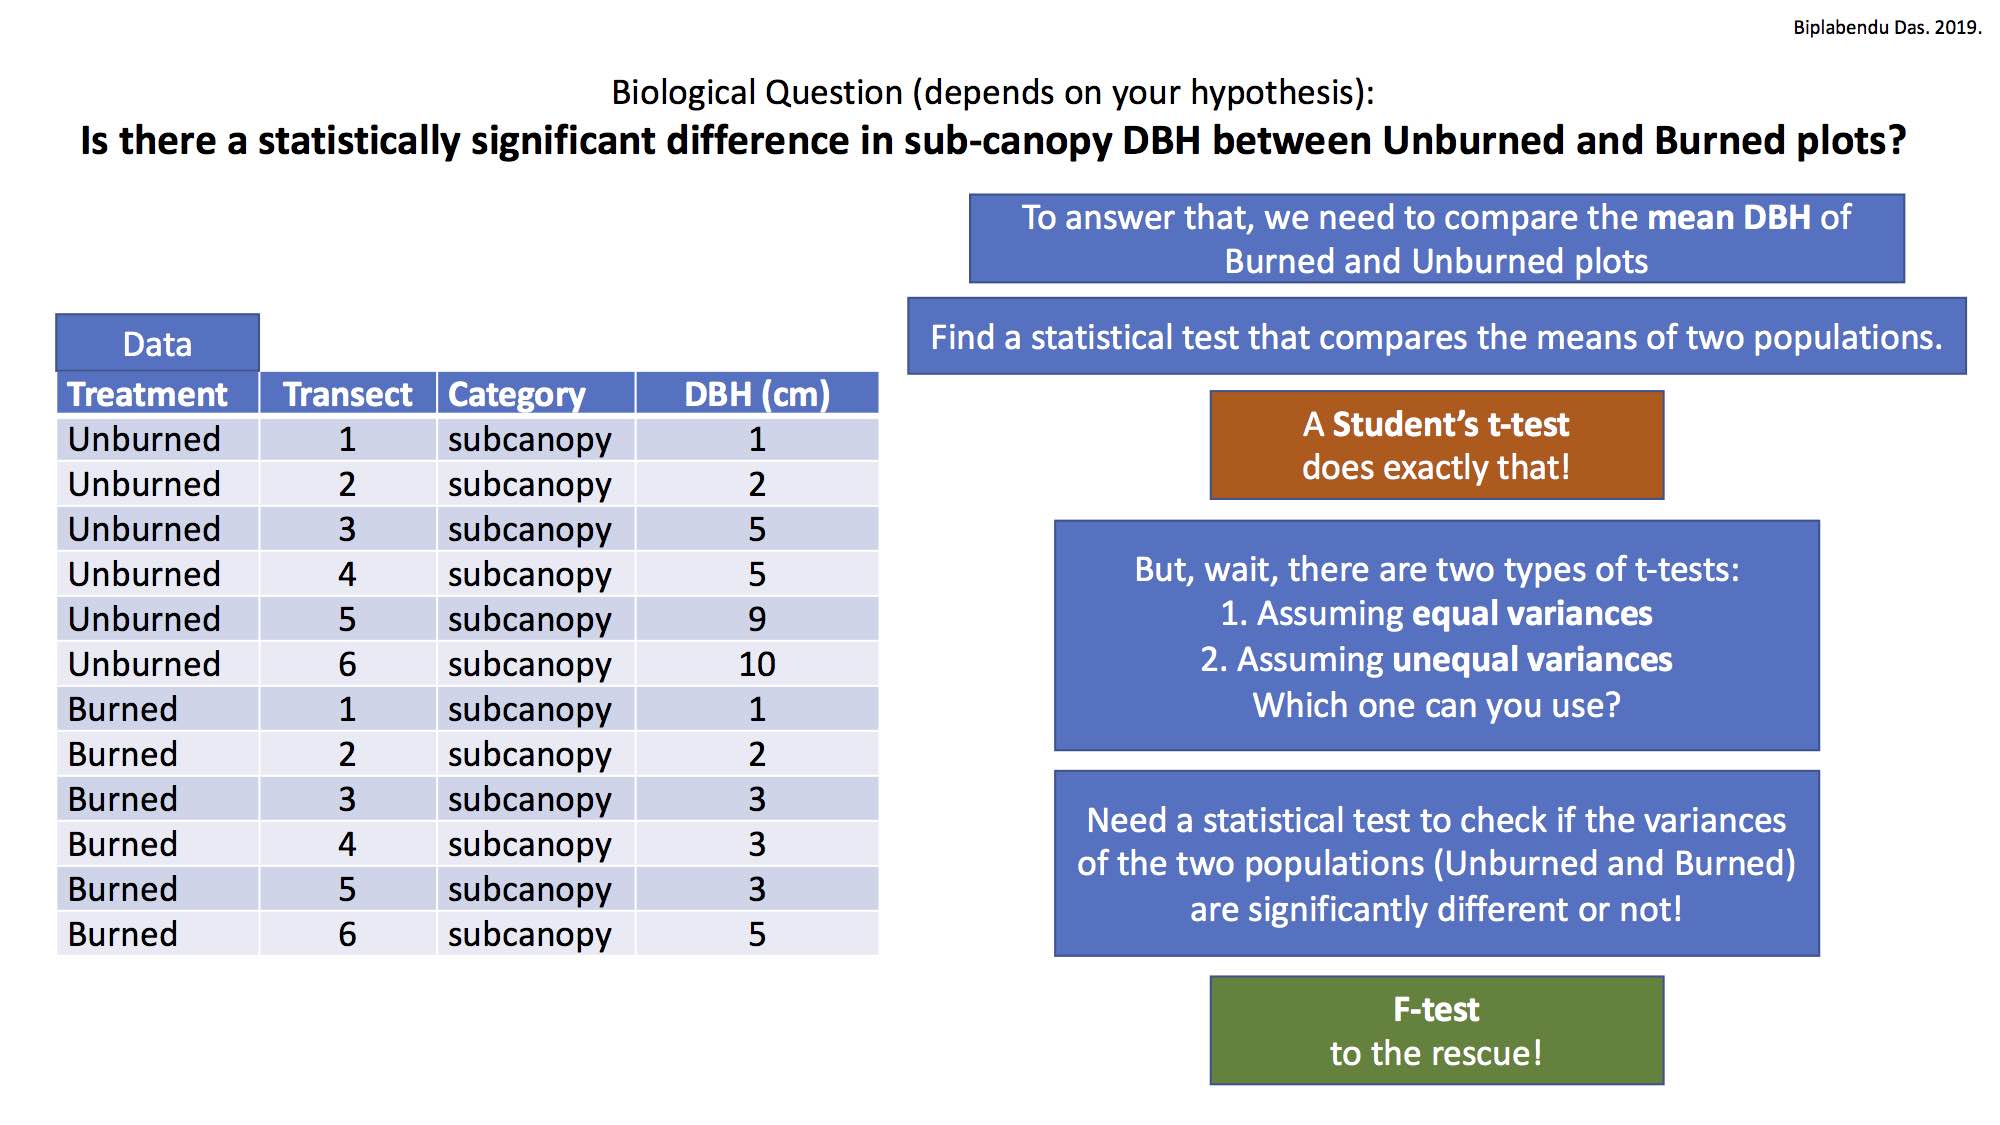 Biplabendu Das. 2019.
Biological Question (depends on your hypothesis):
Is there a statistically significant difference in sub-canopy DBH between Unburned and Burned plots?
To answer that, we need to compare the mean DBH of
Burned and Unburned plots
Find a statistical test that compares the means of two populations.
Data
Treatment Transect Category DBH (cm)
Unburned 1 subcanopy 1
Unburned 2 subcanopy 2
Unburned 3 subcanopy 5
Unburned 4 subcanopy 5
Unburned 5 subcanopy 9
Unburned 6 subcanopy 10
Burned 1 subcanopy 1
Burned 2 subcanopy 2
Burned 3 subcanopy 3
Burned 4 subcanopy 3
Burned 5 subcanopy 3
Burned 6 subcanopy 5
A Student’s t-test
does exactly that!
But, wait, there are two types of t-tests:
1. Assuming equal variances
2. Assuming unequal variances
Which one can you use?
Need a statistical test to check if the variances
of the two populations (Unburned and Burned)
are significantly different or not!
F-test
to the rescue!